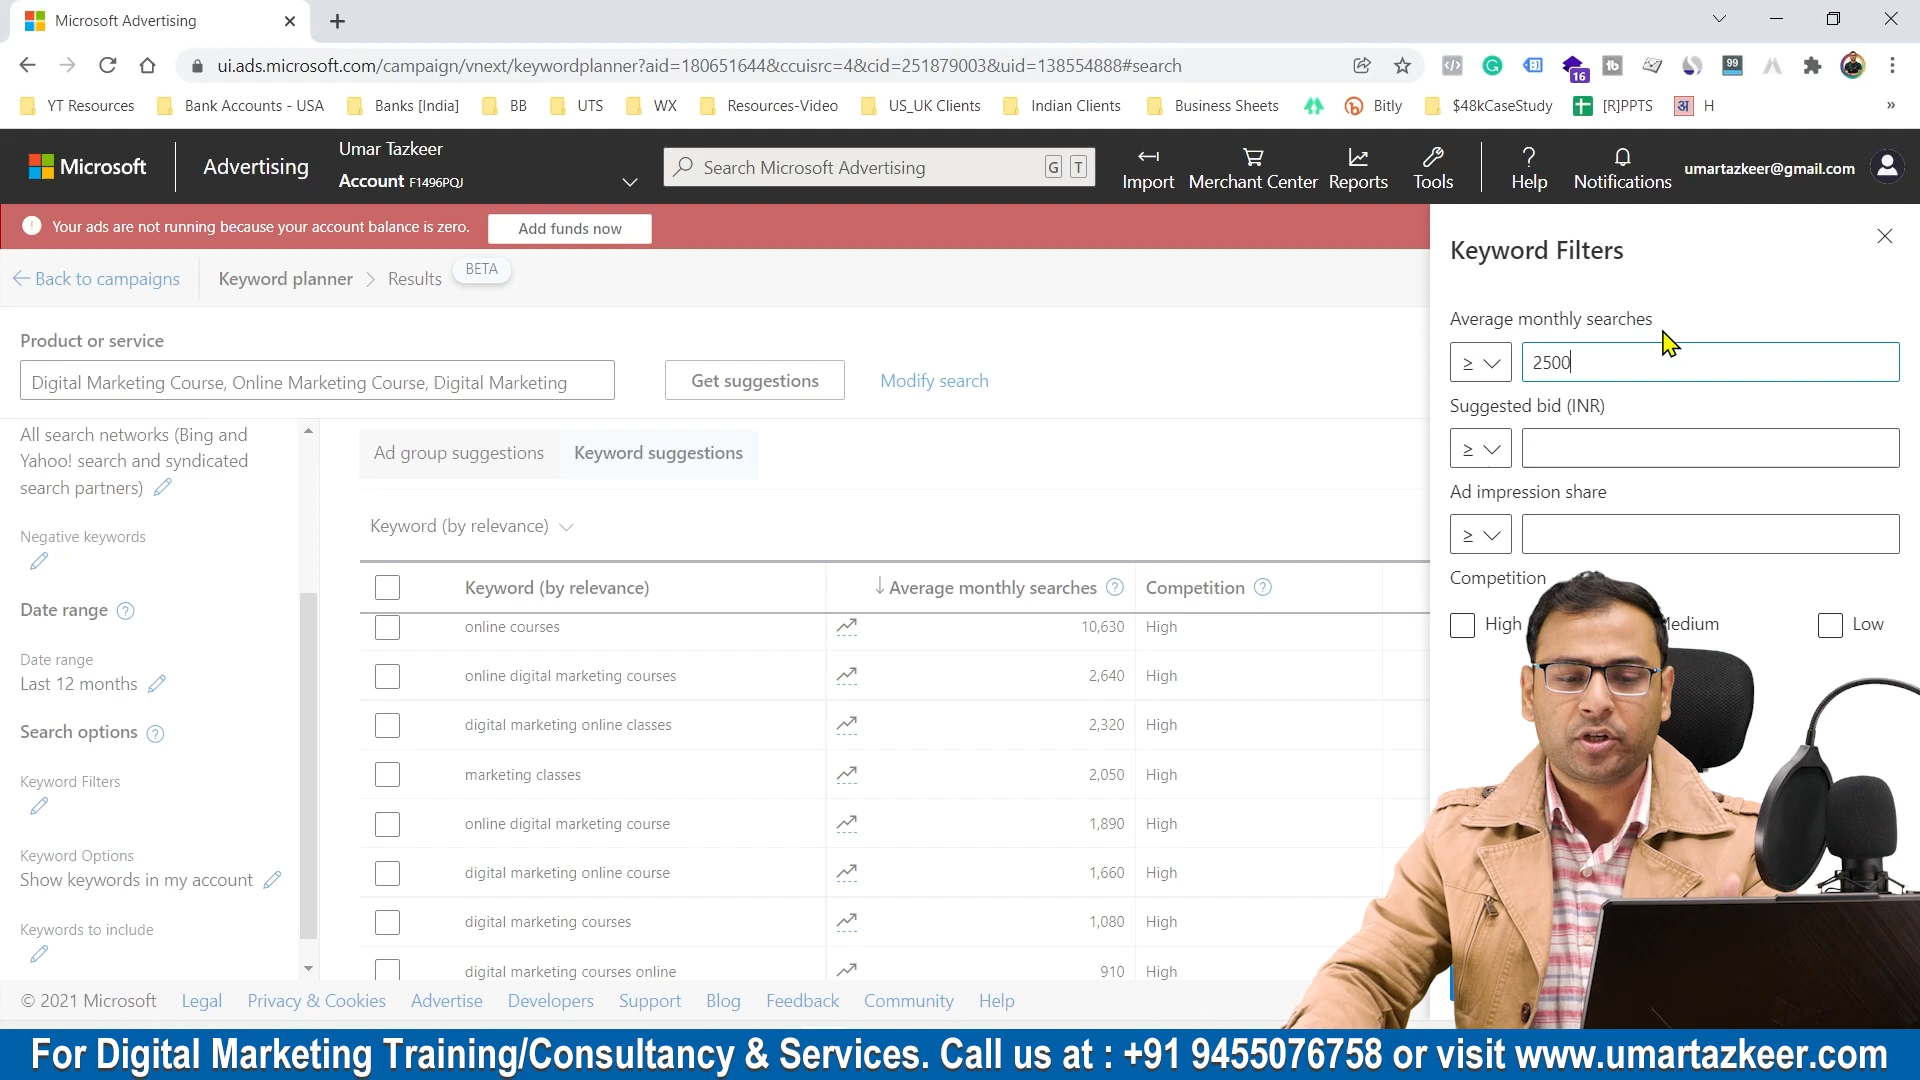 Microsoft Advertising
ui.ads.microsoft.com/campaign/vnext/keywordplanner?aid=180651644&ccuisrc=4&cid=251879003&uid=138554888#search
16
99
YT Resources
Bank Accounts - USA
Banks [India]
BB
UTS
WX
Resources-Video
US_UK Clients
Indian Clients
Business Sheets
Bitly
$48kCaseStudy
[R]PPTS
अ H
»
Microsoft
Advertising
Umar Tazkeer
Account F1496PQJ
Search Microsoft Advertising
G T
Import
Merchant Center
Reports
Tools
Help
Notifications
umartazkeer@gmail.com
Your ads are not running because your account balance is zero.
Add funds now
Back to campaigns
Keyword planner > Results
BETA
Product or service
Digital Marketing Course, Online Marketing Course, Digital Marketing
Get suggestions
Modify search
All search networks (Bing and
Yahoo! search and syndicated
search partners)
Negative keywords
Date range
Date range
Last 12 months
Search options
Keyword Filters
Keyword Options
Show keywords in my account
Keywords to include
Ad group suggestions
Keyword suggestions
Keyword (by relevance)
Keyword (by relevance) Average monthly searches Competition
online courses 10,630 High
online digital marketing courses 2,640 High
digital marketing online classes 2,320 High
marketing classes 2,050 High
online digital marketing course 1,890 High
digital marketing online course 1,660 High
digital marketing courses 1,080 High
digital marketing courses online 910 High
Keyword Filters
Average monthly searches
≥ 2500
Suggested bid (INR)
≥
Ad impression share
≥
Competition
High
Medium
Low
© 2021 Microsoft
Legal
Privacy & Cookies
Advertise
Developers
Support
Blog
Feedback
Community
Help
For Digital Marketing Training/Consultancy & Services. Call us at : +91 9455076758 or visit www.umartazkeer.com